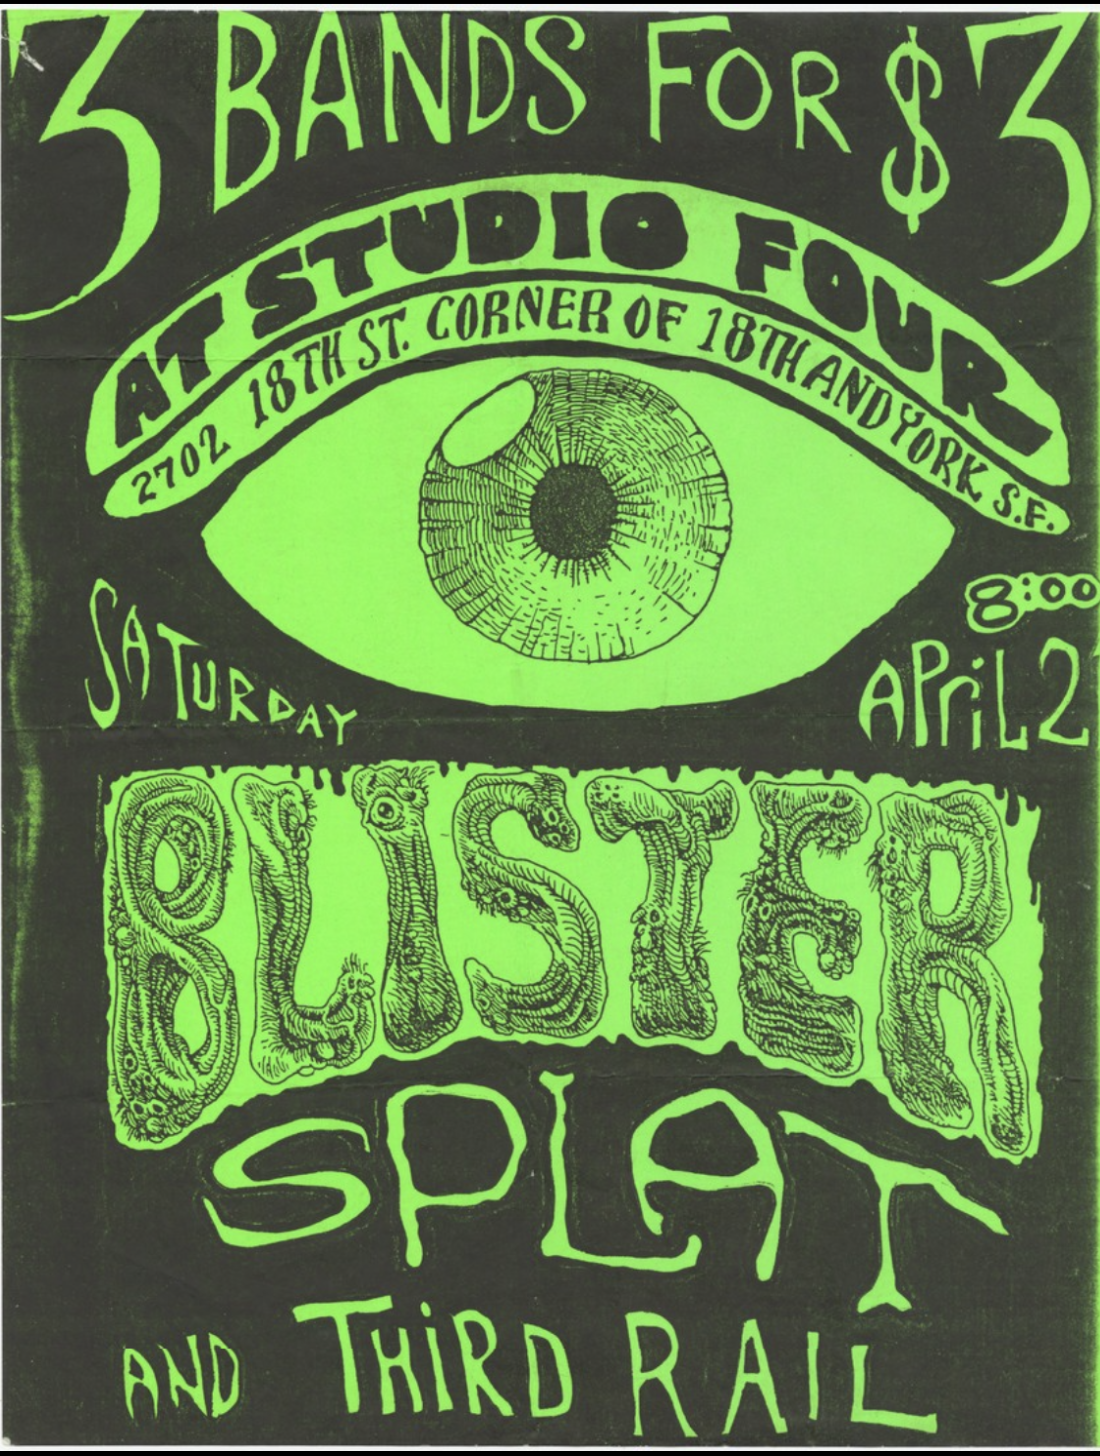 3 BANDS FOR $3
AT STUDIO FOUR
2702 18TH ST. CORNER OF 18TH AND YORK S.F.
8:00
SATURDAY
APRiL 2
BLISTER
SPLAT
AND THiRD RAIL